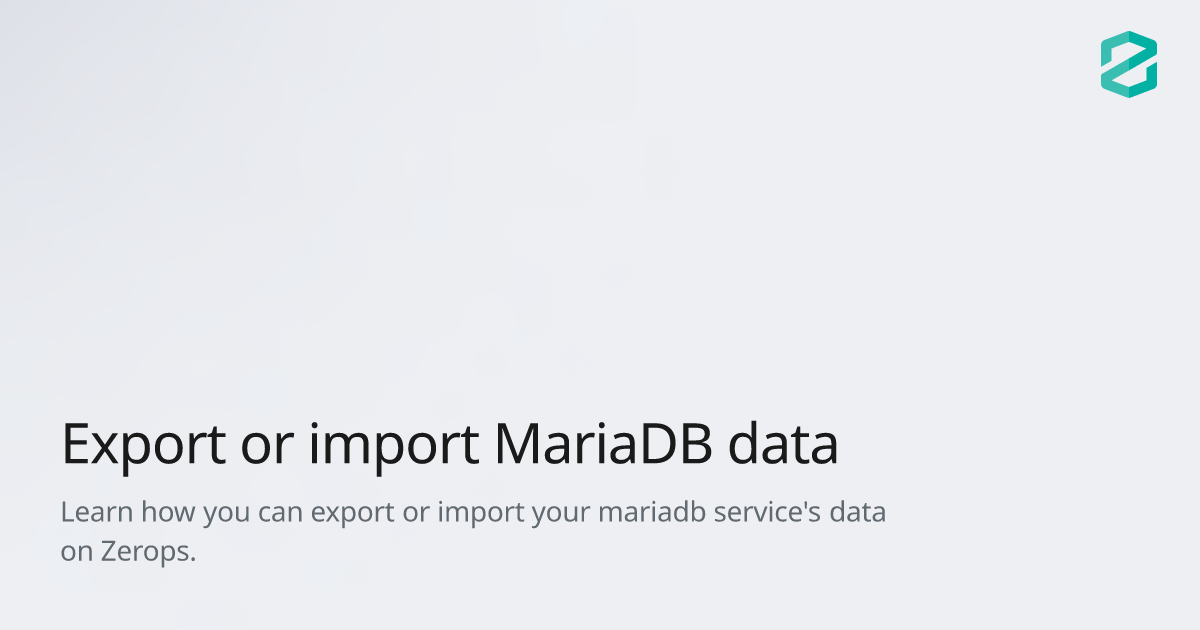 Export or import MariaDB data
Learn how you can export or import your mariadb service's data
on Zerops.